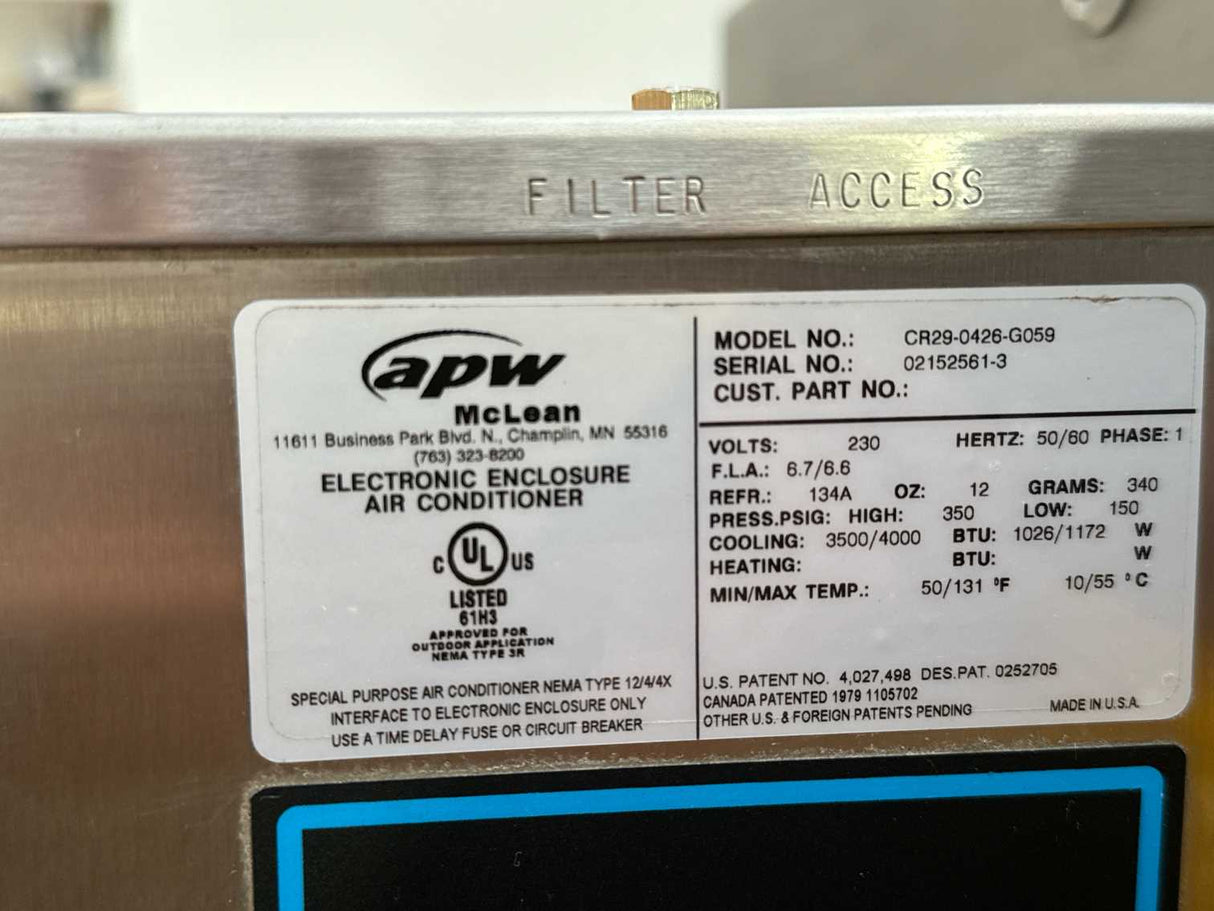 FILTER ACCESS
apw
McLean
11611 Business Park Blvd. N., Champlin, MN 55316
(763) 323-8200
ELECTRONIC ENCLOSURE
AIR CONDITIONER
C UL US
LISTED
61H3
APPROVED FOR
OUTDOOR APPLICATION
NEMA TYPE 3R
SPECIAL PURPOSE AIR CONDITIONER NEMA TYPE 12/4/4X
INTERFACE TO ELECTRONIC ENCLOSURE ONLY
USE A TIME DELAY FUSE OR CIRCUIT BREAKER
MODEL NO.: CR29-0426-G059
SERIAL NO.: 02152561-3
CUST. PART NO.:
VOLTS: 230 HERTZ: 50/60 PHASE: 1
F.L.A.: 6.7/6.6
REFR.: 134A OZ: 12 GRAMS: 340
PRESS.PSIG: HIGH: 350 LOW: 150
COOLING: 3500/4000 BTU: 1026/1172 W
HEATING: BTU: W
MIN/MAX TEMP.: 50/131 °F 10/55 °C
U.S. PATENT NO. 4,027,498 DES.PAT. 0252705
CANADA PATENTED 1979 1105702
OTHER U.S. & FOREIGN PATENTS PENDING MADE IN U.S.A.